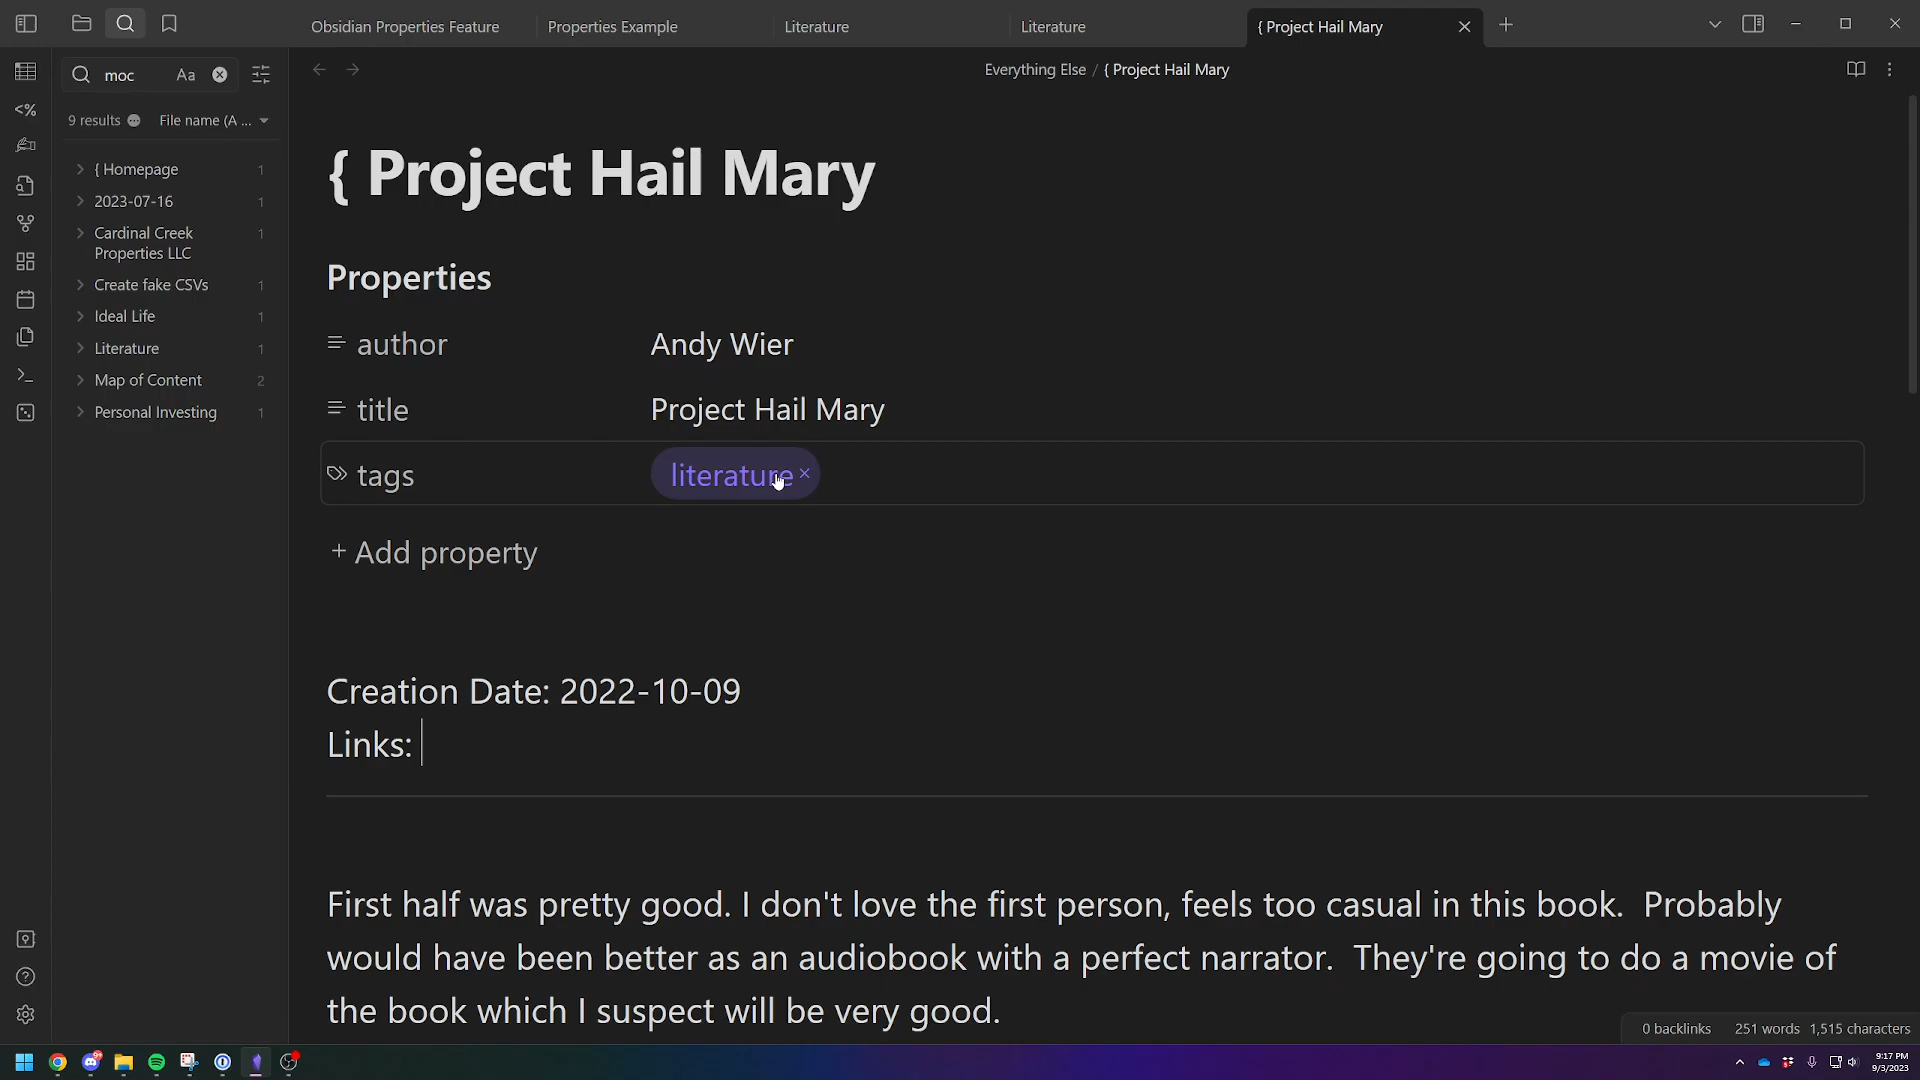 Obsidian Properties Feature
Properties Example
Literature
Literature
{ Project Hail Mary
moc
Aa
Everything Else / { Project Hail Mary
9 results
File name (A ...
{ Homepage 1
2023-07-16 1
Cardinal Creek 1
Properties LLC
Create fake CSVs 1
Ideal Life 1
Literature 1
Map of Content 2
Personal Investing 1
{ Project Hail Mary
Properties
author Andy Wier
title Project Hail Mary
tags literature
+ Add property
Creation Date: 2022-10-09
Links:
First half was pretty good. I don't love the first person, feels too casual in this book.  Probably
would have been better as an audiobook with a perfect narrator.  They're going to do a movie of
the book which I suspect will be very good.
0 backlinks 251 words 1,515 characters
9:17 PM
9/3/2023